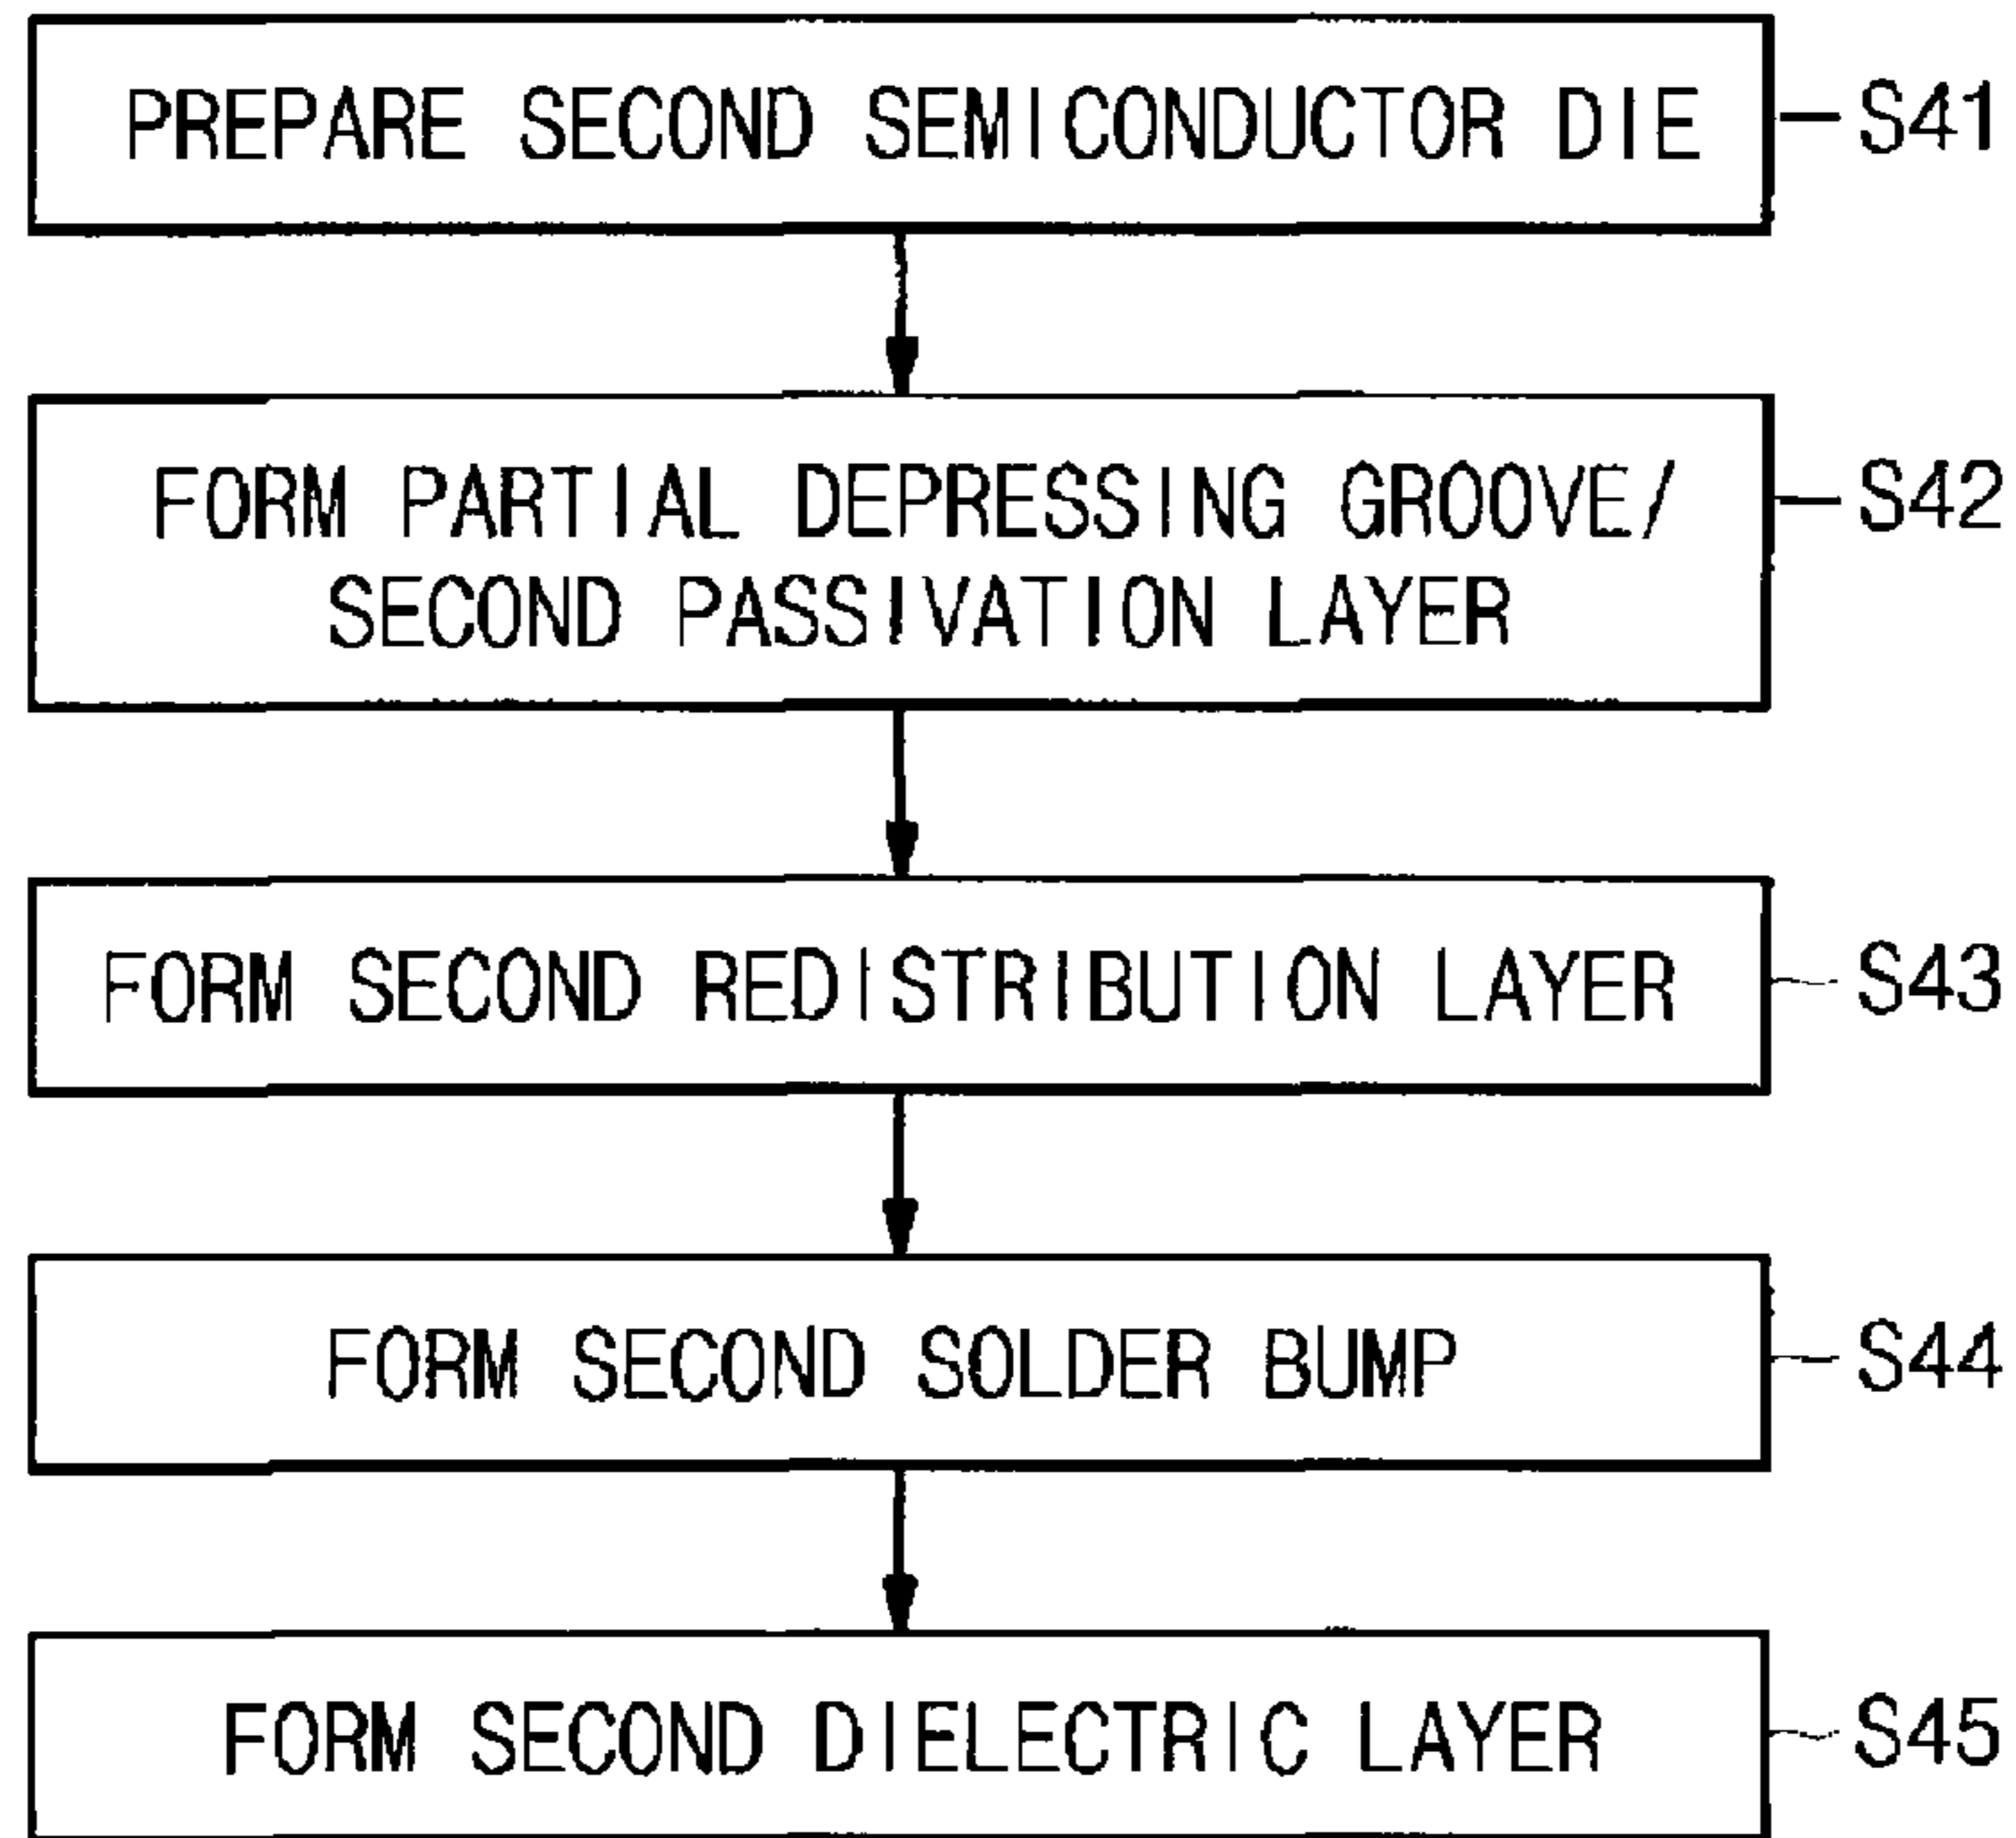 PREPARE SECOND SEMICONDUCTOR DIE S41
FORM PARTIAL DEPRESSING GROOVE/ S42
SECOND PASSIVATION LAYER
FORM SECOND REDISTRIBUTION LAYER S43
FORM SECOND SOLDER BUMP S44
FORM SECOND DIELECTRIC LAYER S45